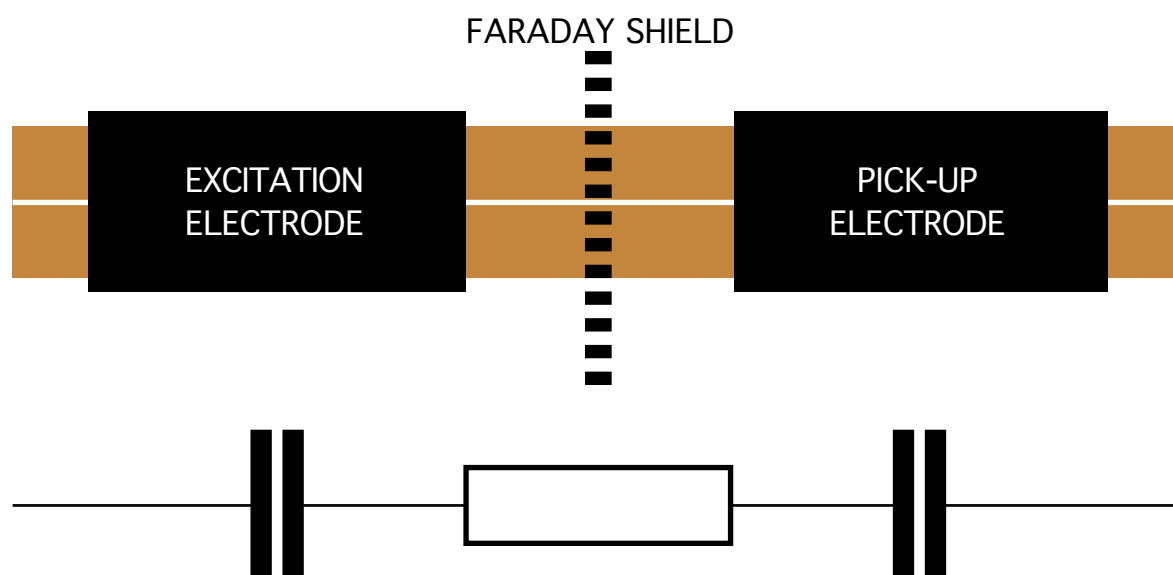 FARADAY SHIELD
EXCITATION
ELECTRODE
PICK-UP
ELECTRODE